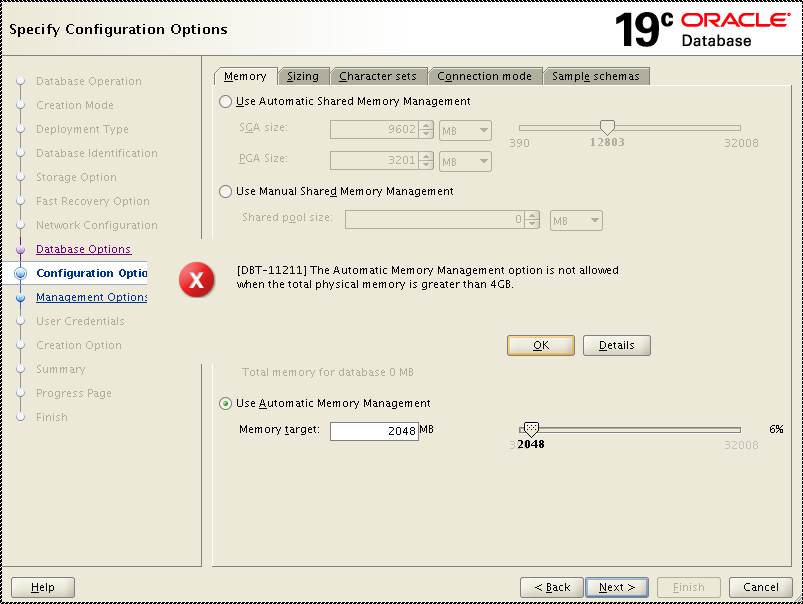 Specify Configuration Options
19c ORACLE®
Database
Database Operation
Creation Mode
Deployment Type
Database Identification
Storage Option
Fast Recovery Option
Network Configuration
Database Options
Configuration Optio
Management Options
User Credentials
Creation Option
Summary
Progress Page
Finish
Memory Sizing Character sets Connection mode Sample schemas
Use Automatic Shared Memory Management
SGA size: 9602 MB
390 12803 32008
PGA Size: 3201 MB
Use Manual Shared Memory Management
Shared pool size: 0 MB
[DBT-11211] The Automatic Memory Management option is not allowed
when the total physical memory is greater than 4GB.
OK Details
Total memory for database 0 MB
Use Automatic Memory Management
Memory target: 2048 MB 6%
2048 32008
Help < Back Next > Finish Cancel